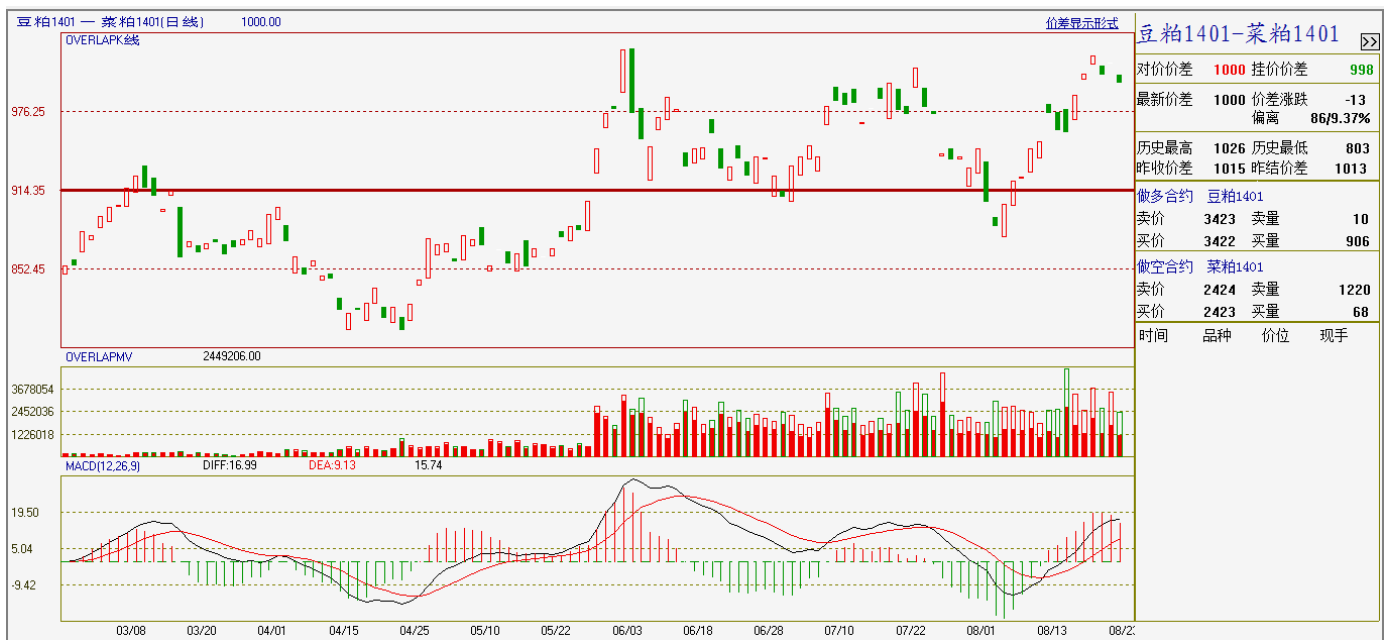 豆粕1401 — 菜粕1401(日线) 1000.00 价差显示形式
OVERLAPK线
976.25
914.35
852.45
OVERLAPMV 2449206.00
3678054
2452036
1226018
MACD(12,26,9) DIFF:16.99 DEA:9.13 15.74
19.50
5.04
-9.42
03/08 03/20 04/01 04/15 04/25 05/10 05/22 06/03 06/18 06/28 07/10 07/22 08/01 08/13
豆粕1401-菜粕1401 >>
对价价差 1000 挂价价差 998
最新价差 1000 价差涨跌 -13
偏离 86/9.37%
历史最高 1026 历史最低 803
昨收价差 1015 昨结价差 1013
做多合约 豆粕1401
卖价 3423 卖量 10
买价 3422 买量 906
做空合约 菜粕1401
卖价 2424 卖量 1220
买价 2423 买量 68
时间 品种 价位 现手